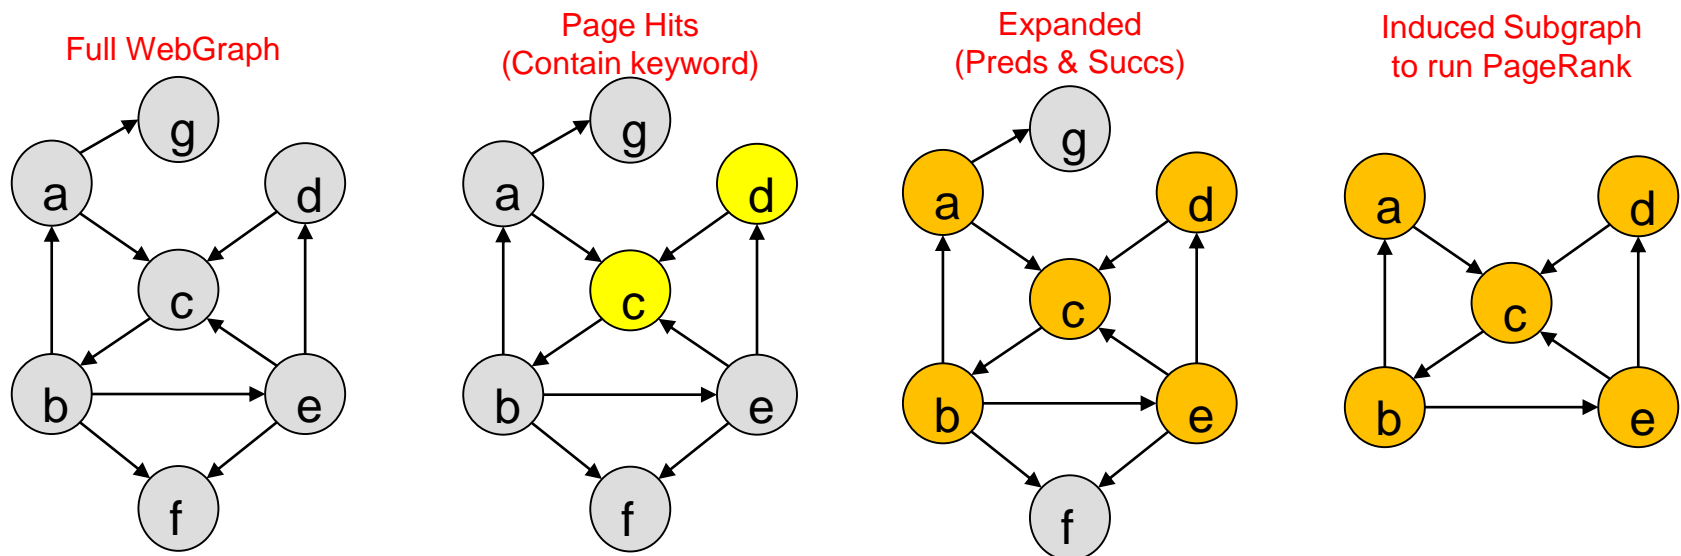 Full WebGraph
g
a
d
c
b
e
f
Page Hits
(Contain keyword)
g
a
d
c
b
e
f
Expanded
(Preds & Succs)
g
a
d
c
b
e
f
Induced Subgraph
to run PageRank
a
d
c
b
e